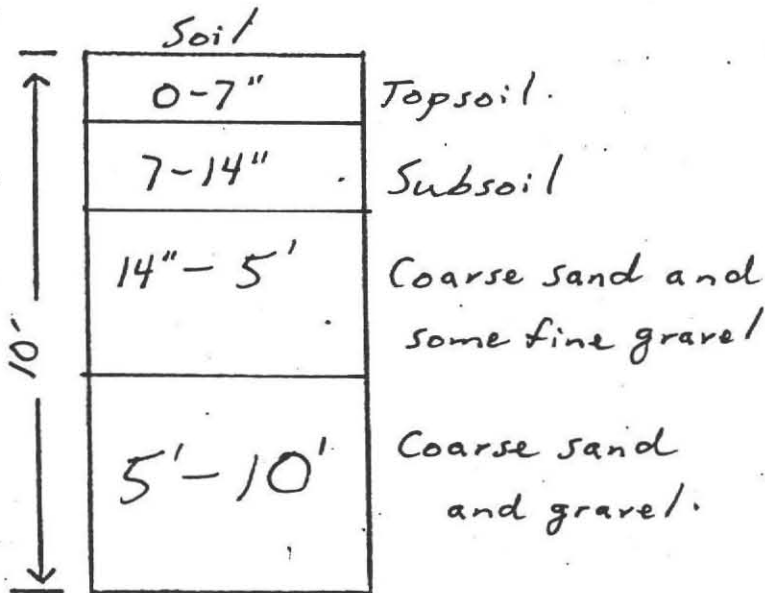 Soil
0-7" Topsoil.
7-14" Subsoil
14" - 5' Coarse sand and
some fine gravel
10'
5' - 10' Coarse sand
and gravel.